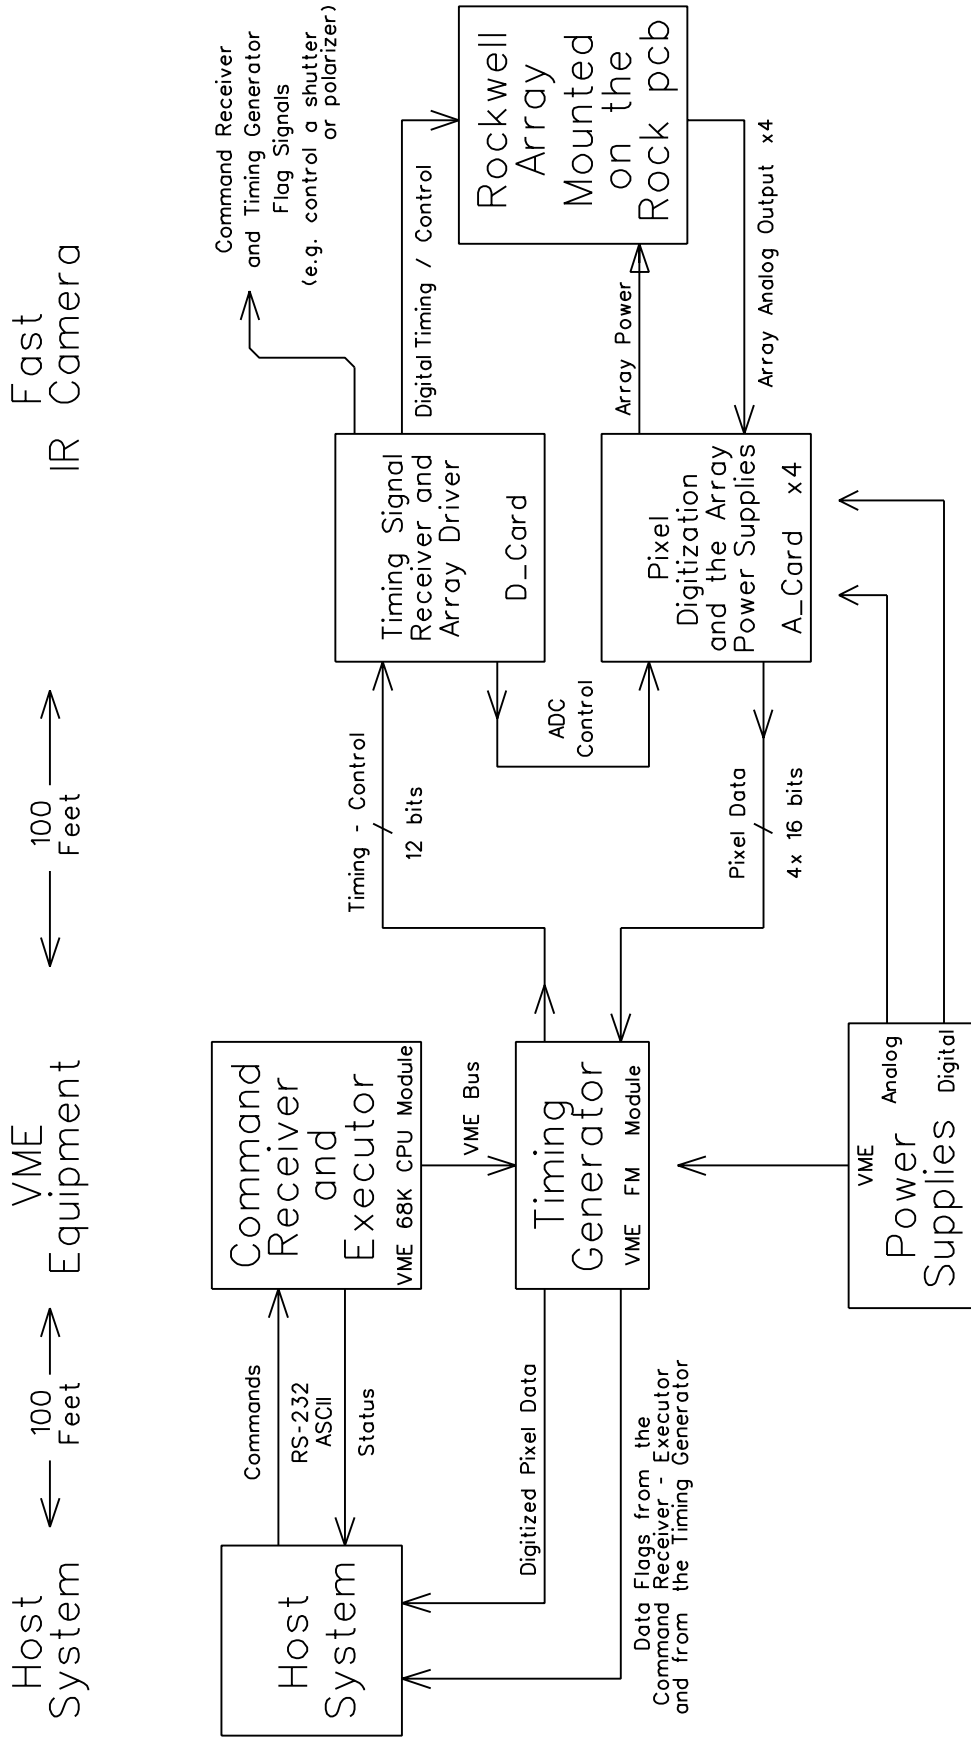 Host
System
100
Feet
VME
Equipment
100
Feet
Fast
IR Camera
Command Receiver
and Timing Generator
Flag Signals
(e.g. control a shutter
or polarizer)
Host
System
Commands
RS-232
ASCII
Status
Command
Receiver
and
Executor
VME 68K CPU Module
VME Bus
Timing - Control
12 bits
Timing Signal
Receiver and
Array Driver
D_Card
Digital Timing / Control
Rockwell
Array
Mounted
on the
Rock pcb
ADC
Control
Digitized Pixel Data
Data Flags from the
Command Receiver - Executor
and from the Timing Generator
Timing
Generator
VME FM Module
Pixel Data
4x 16 bits
Pixel
Digitization
and the Array
Power Supplies
A_Card x4
Array Power
Array Analog Output x4
VME
Analog
Digital
Power
Supplies